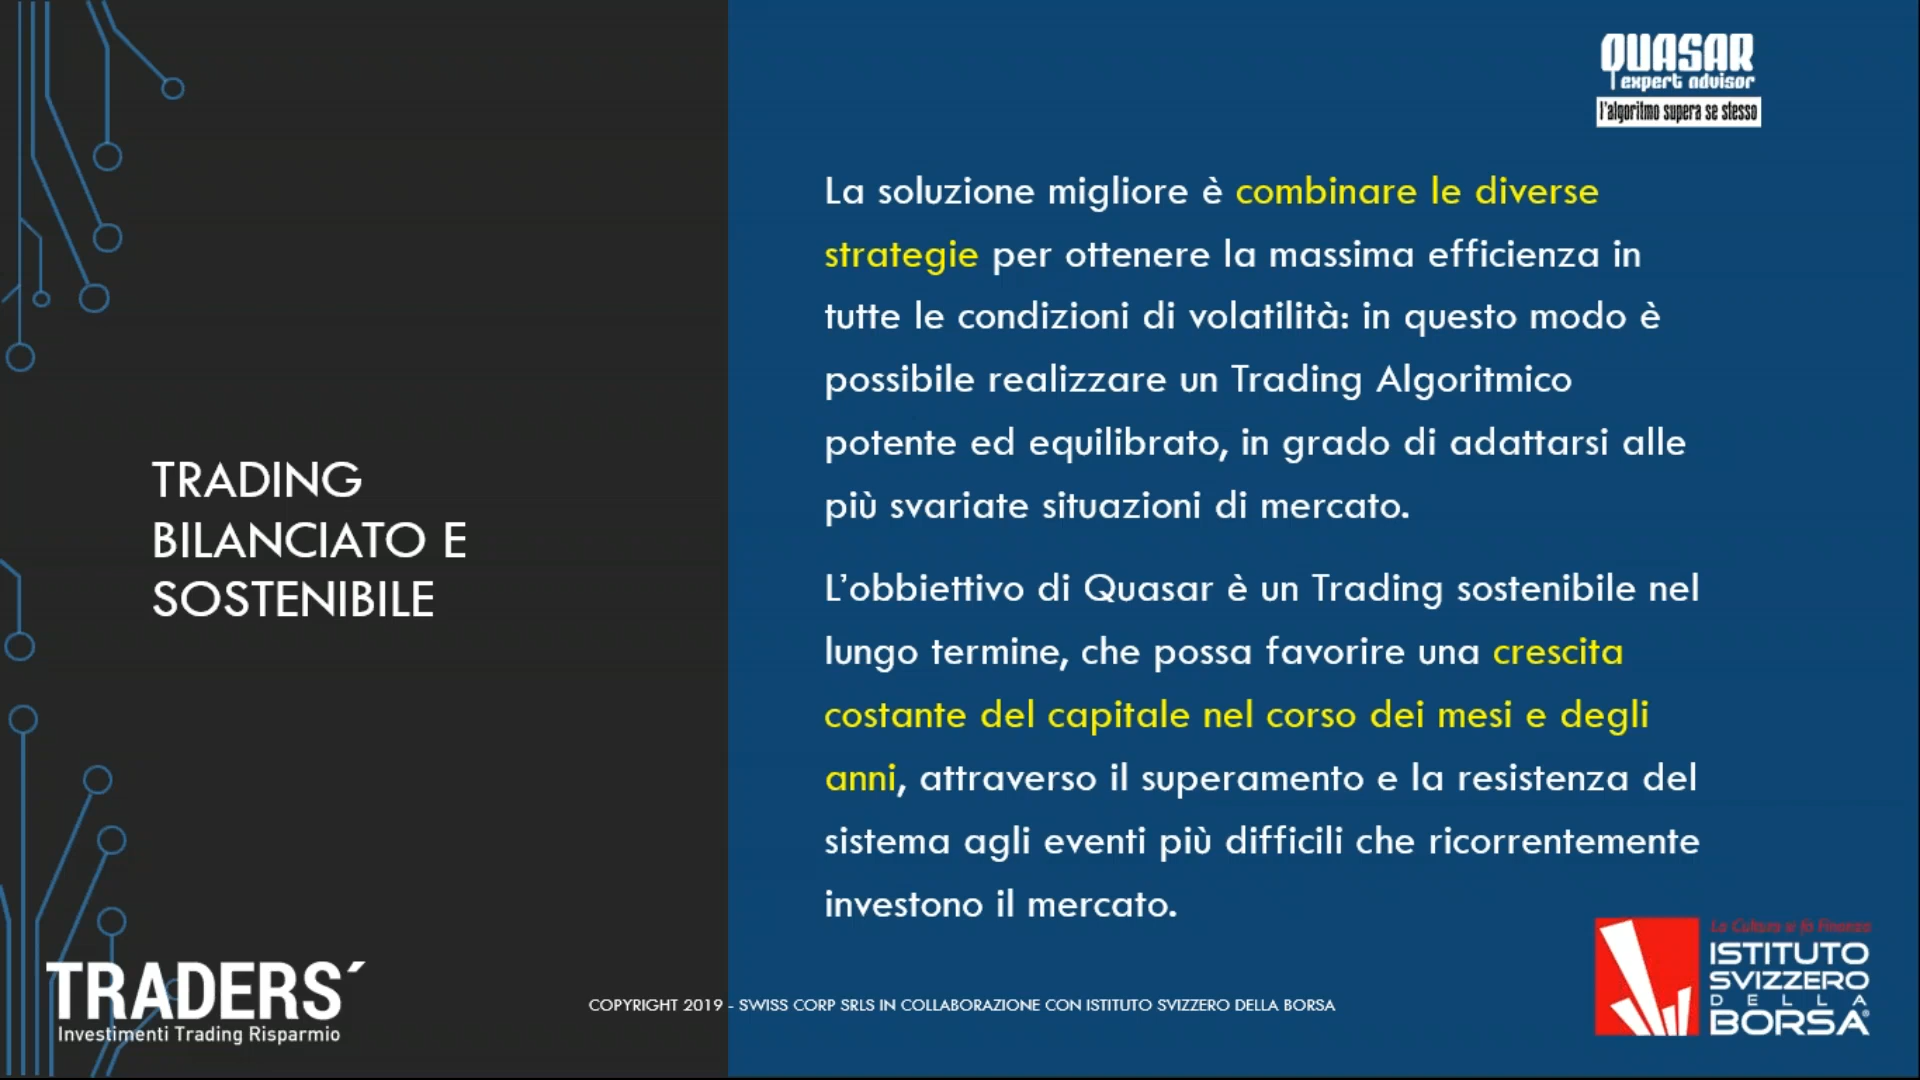 QUASAR
expert advisor
l'algoritmo supera se stesso
La soluzione migliore è combinare le diverse
strategie per ottenere la massima efficienza in
tutte le condizioni di volatilità: in questo modo è
possibile realizzare un Trading Algoritmico
potente ed equilibrato, in grado di adattarsi alle
più svariate situazioni di mercato.
TRADING
BILANCIATO E
SOSTENIBILE
L’obbiettivo di Quasar è un Trading sostenibile nel
lungo termine, che possa favorire una crescita
costante del capitale nel corso dei mesi e degli
anni, attraverso il superamento e la resistenza del
sistema agli eventi più difficili che ricorrentemente
investono il mercato.
TRADERS´
Investimenti Trading Risparmio
COPYRIGHT 2019 - SWISS CORP SRLS IN COLLABORAZIONE CON ISTITUTO SVIZZERO DELLA BORSA
La Cultura si fa Finanza
ISTITUTO
SVIZZERO
DELLA
BORSA®